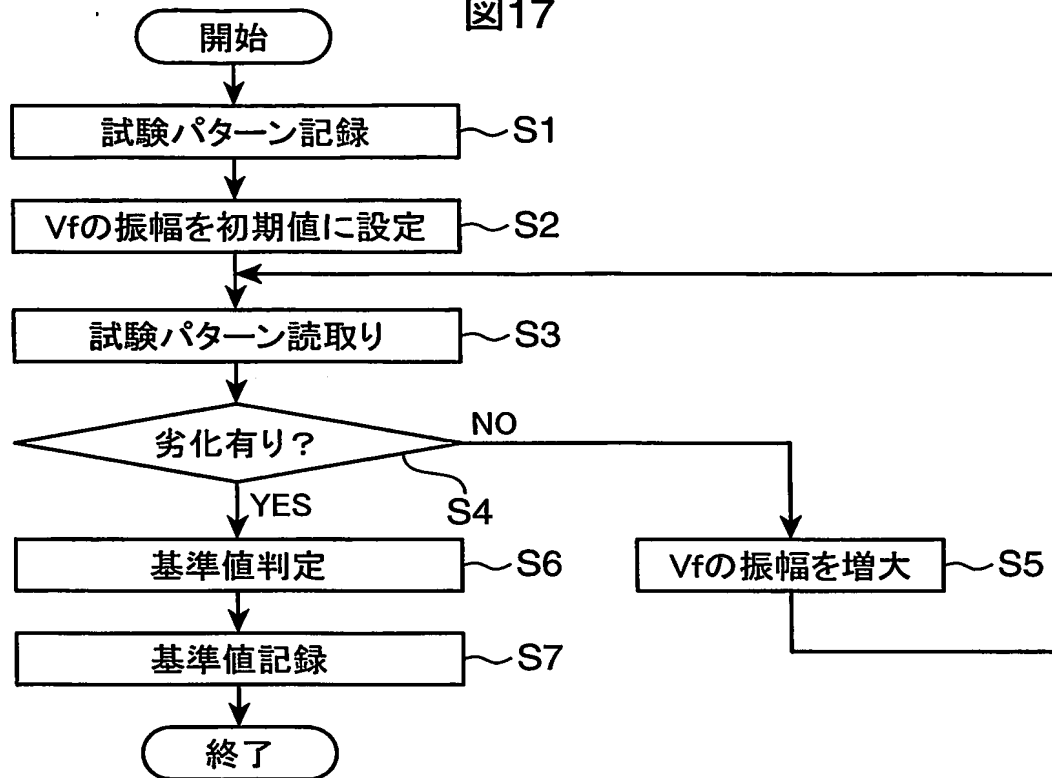 図17
開始
試験パターン記録 S1
Vfの振幅を初期値に設定 S2
試験パターン読取り S3
劣化有り? NO
S4
YES
基準値判定 S6
Vfの振幅を増大 S5
基準値記録 S7
終了